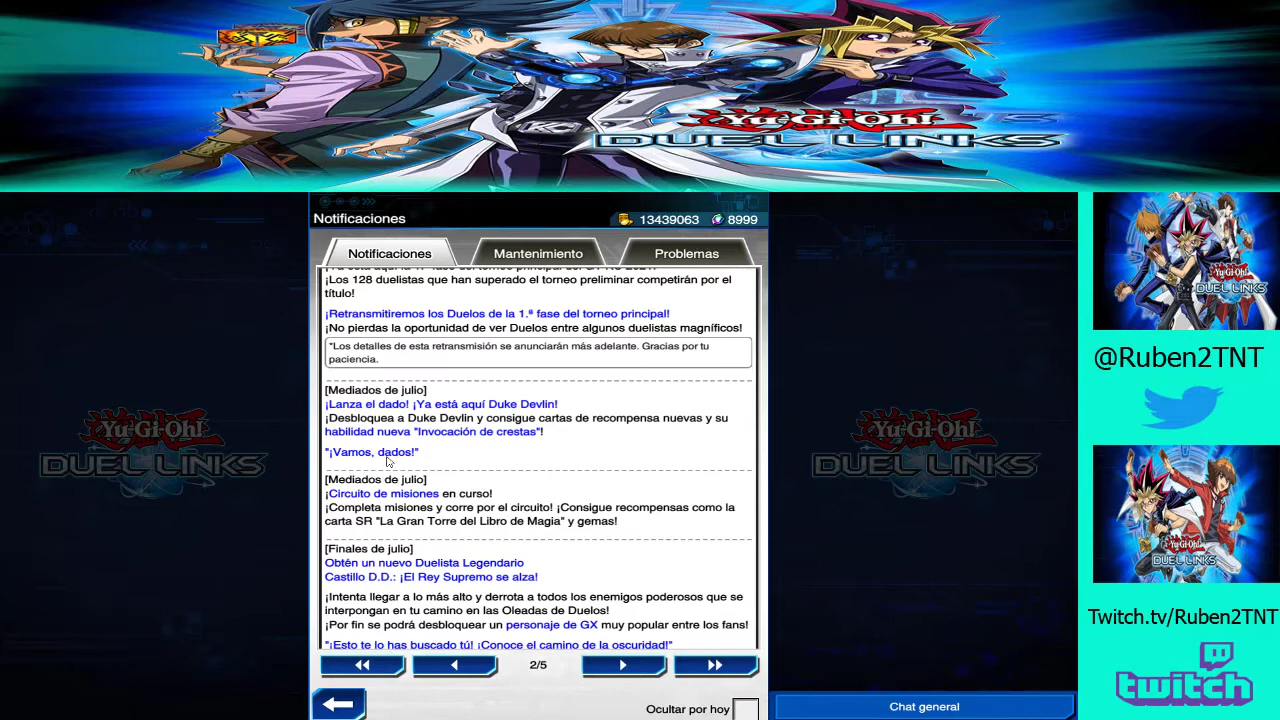 KC
Yu-Gi-Oh!
DUEL LINKS
Notificaciones
13439063
8999
Notificaciones
Mantenimiento
Problemas
¡Los 128 duelistas que han superado el torneo preliminar competirán por el
título!
¡Retransmitiremos los Duelos de la 1.ª fase del torneo principal!
¡No pierdas la oportunidad de ver Duelos entre algunos duelistas magníficos!
*Los detalles de esta retransmisión se anunciarán más adelante. Gracias por tu
paciencia.
[Mediados de julio]
¡Lanza el dado! ¡Ya está aquí Duke Devlin!
¡Desbloquea a Duke Devlin y consigue cartas de recompensa nuevas y su
habilidad nueva "Invocación de crestas"!
"¡Vamos, dados!"
[Mediados de julio]
¡Circuito de misiones en curso!
¡Completa misiones y corre por el circuito! ¡Consigue recompensas como la
carta SR "La Gran Torre del Libro de Magia" y gemas!
[Finales de julio]
Obtén un nuevo Duelista Legendario
Castillo D.D.: ¡El Rey Supremo se alza!
¡Intenta llegar a lo más alto y derrota a todos los enemigos poderosos que se
interpongan en tu camino en las Oleadas de Duelos!
¡Por fin se podrá desbloquear un personaje de GX muy popular entre los fans!
"¡Esto te lo has buscado tú! ¡Conoce el camino de la oscuridad!"
2/5
Ocultar por hoy
Chat general
Yu-Gi-Oh!
DUEL LINKS
Yu-Gi-Oh!
DUEL LINKS
Yu-Gi-Oh!
DUEL LINKS
@Ruben2TNT
Yu-Gi-Oh!
DUEL LINKS
Twitch.tv/Ruben2TNT
twitch